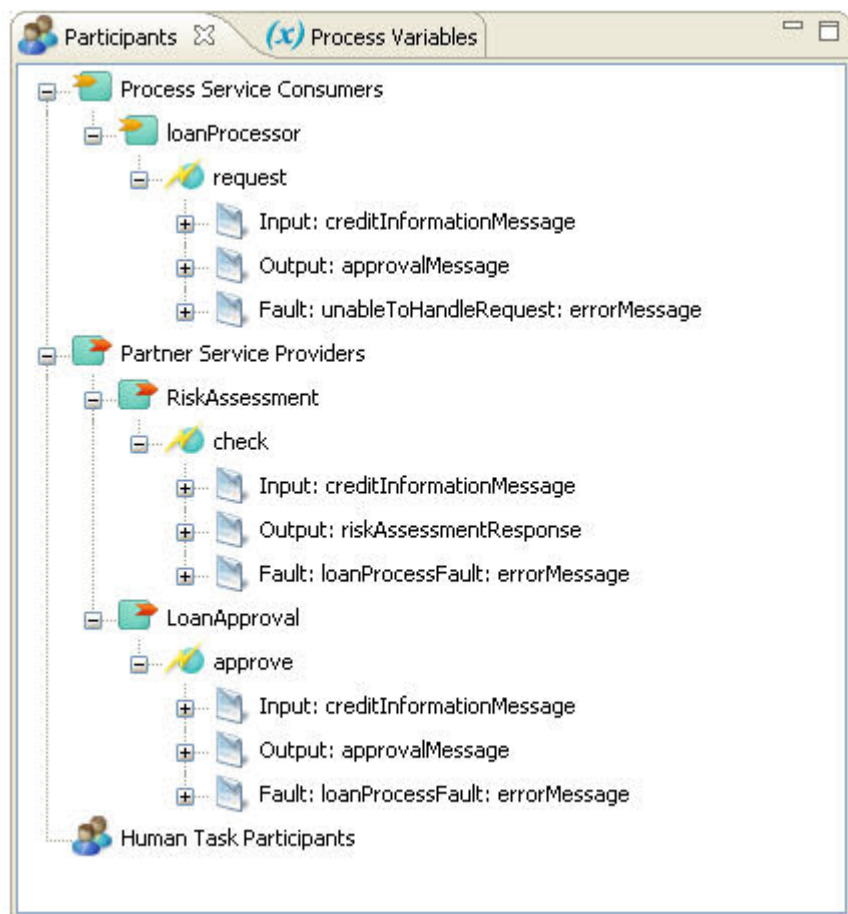 Participants (x) Process Variables
Process Service Consumers
loanProcessor
request
Input: creditInformationMessage
Output: approvalMessage
Fault: unableToHandleRequest: errorMessage
Partner Service Providers
RiskAssessment
check
Input: creditInformationMessage
Output: riskAssessmentResponse
Fault: loanProcessFault: errorMessage
LoanApproval
approve
Input: creditInformationMessage
Output: approvalMessage
Fault: loanProcessFault: errorMessage
Human Task Participants